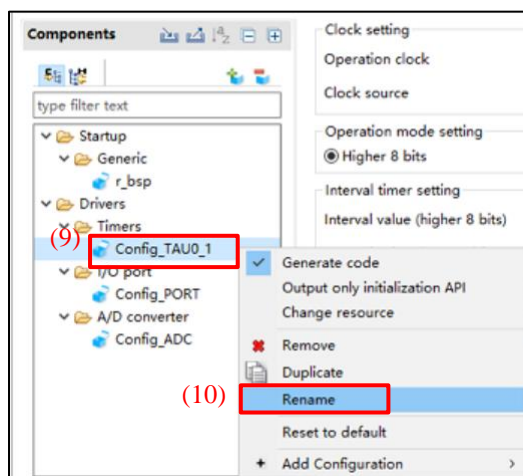 Components
type filter text
Startup
Generic
r_bsp
Drivers
(9)
Timers
Config_TAU0_1
I/O port
Config_PORT
A/D converter
Config_ADC
Clock setting
Operation clock
Clock source
Operation mode setting
Higher 8 bits
Interval timer setting
Interval value (higher 8 bits)
Generate code
Output only initialization API
Change resource
Remove
Duplicate
(10)
Rename
Reset to default
Add Configuration